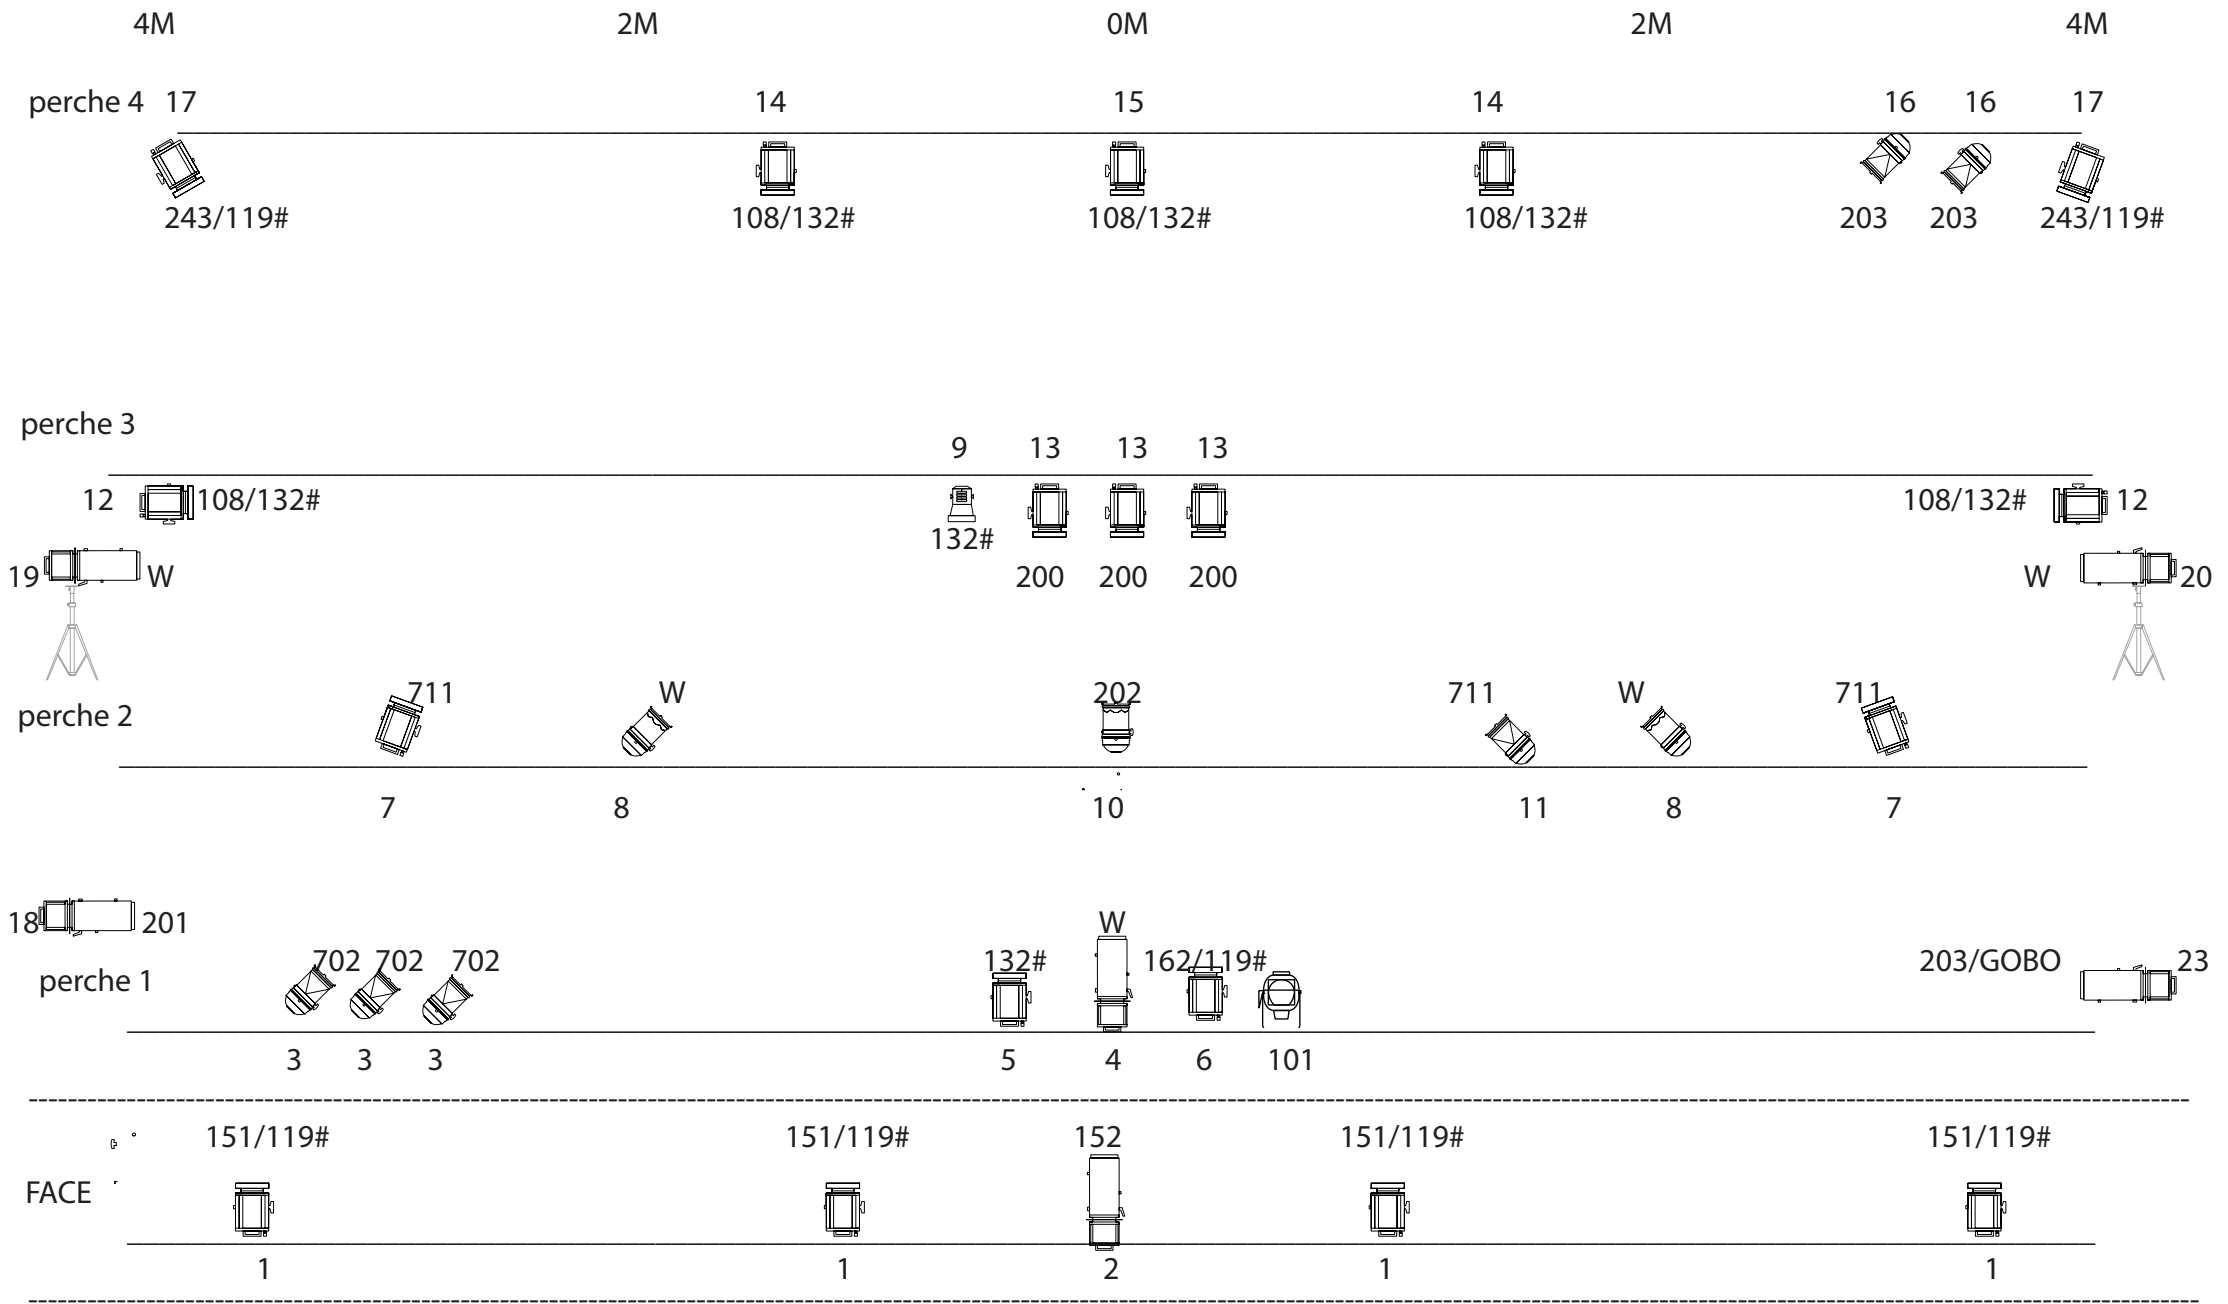 4M 2M 0M 2M 4M
perche 4 17 14 15 14 16 16 17
243/119# 108/132# 108/132# 108/132# 203 203 243/119#
perche 3
9 13 13 13
12 108/132# 108/132# 12
132#
19 W 200 200 200 W 20
711 W 202 711 W 711
perche 2
7 8 10 11 8 7
18 201 W
702 702 702 132# 162/119# 203/GOBO 23
perche 1
3 3 3 5 4 6 101
151/119# 151/119# 152 151/119# 151/119#
FACE
1 1 2 1 1